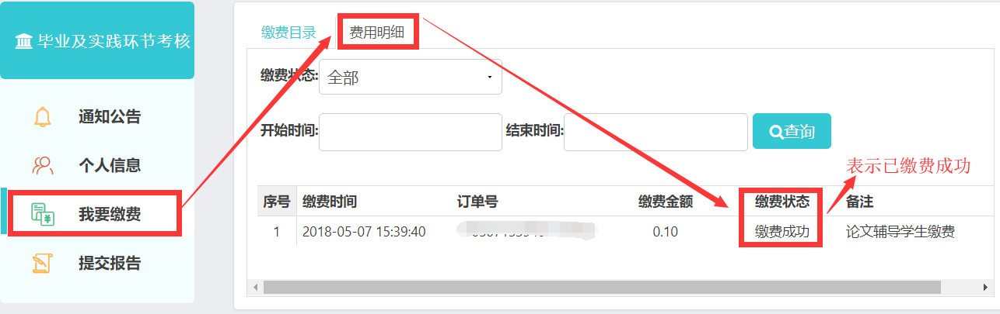 毕业及实践环节考核
通知公告
个人信息
我要缴费
提交报告
缴费目录 费用明细
缴费状态: 全部
开始时间: 结束时间: 查询
表示已缴费成功
序号 缴费时间 订单号 缴费金额 缴费状态 备注
1 2018-05-07 15:39:40 0.10 缴费成功 论文辅导学生缴费